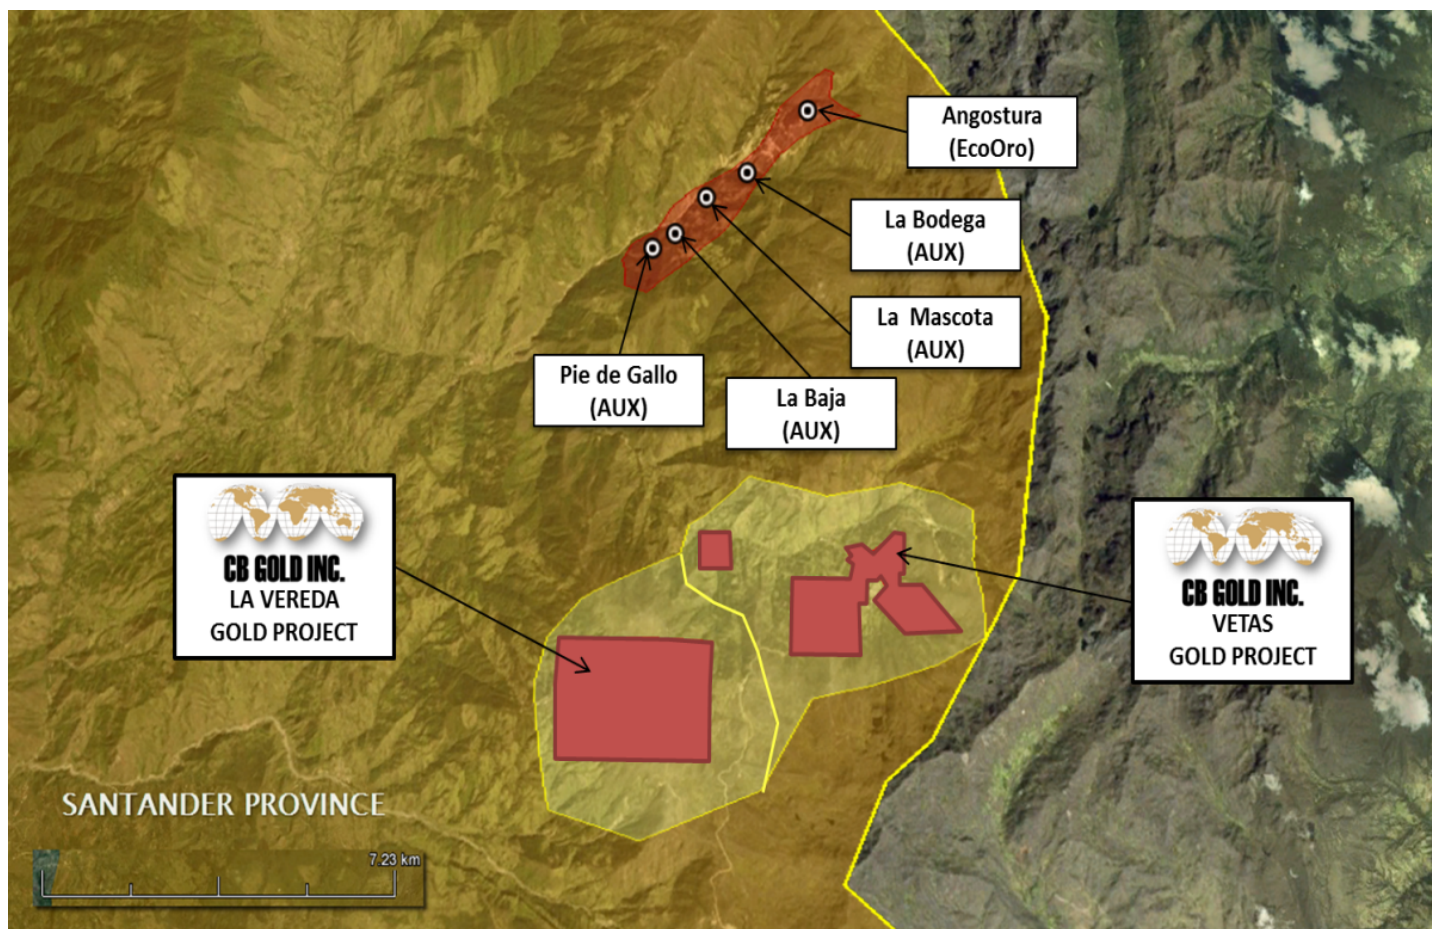 Angostura
(EcoOro)
La Bodega
(AUX)
La Mascota
(AUX)
Pie de Gallo
(AUX)
La Baja
(AUX)
CB GOLD INC.
LA VEREDA
GOLD PROJECT
CB GOLD INC.
VETAS
GOLD PROJECT
SANTANDER PROVINCE
7.23 km